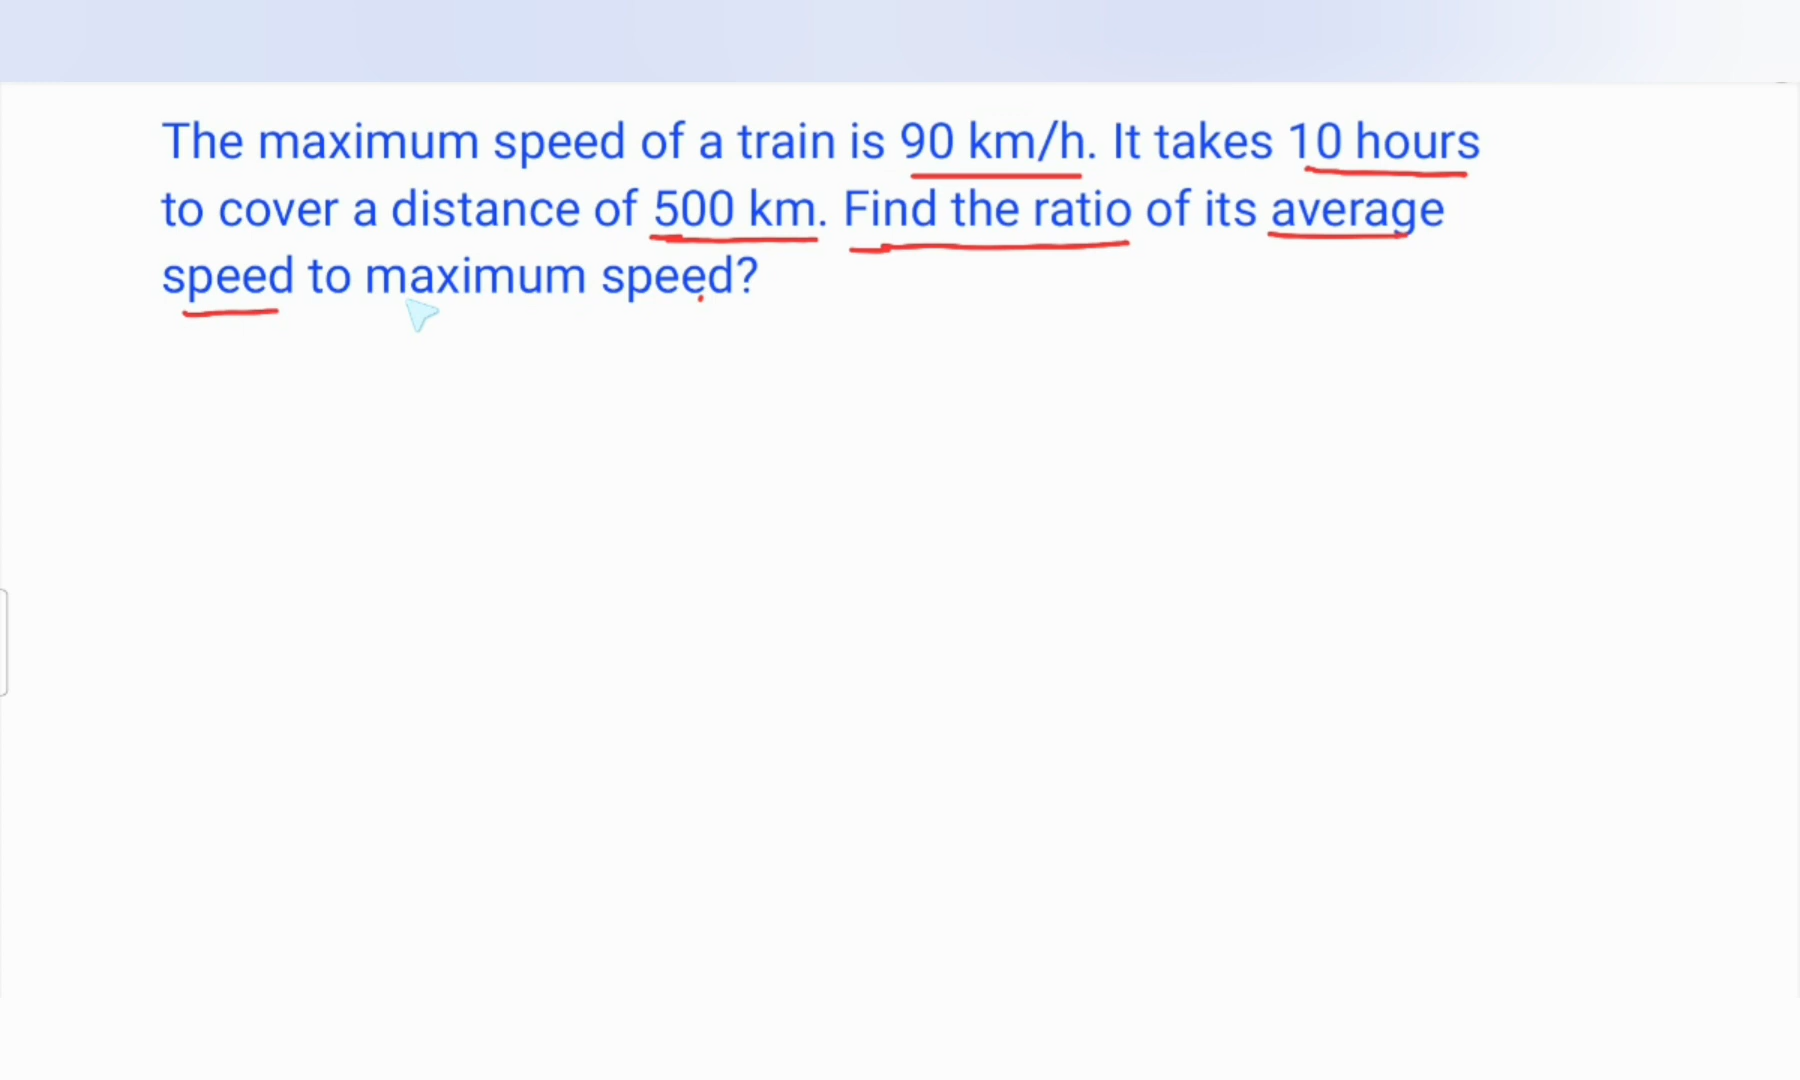 The maximum speed of a train is 90 km/h. It takes 10 hours
to cover a distance of 500 km. Find the ratio of its average
speed to maximum speed?